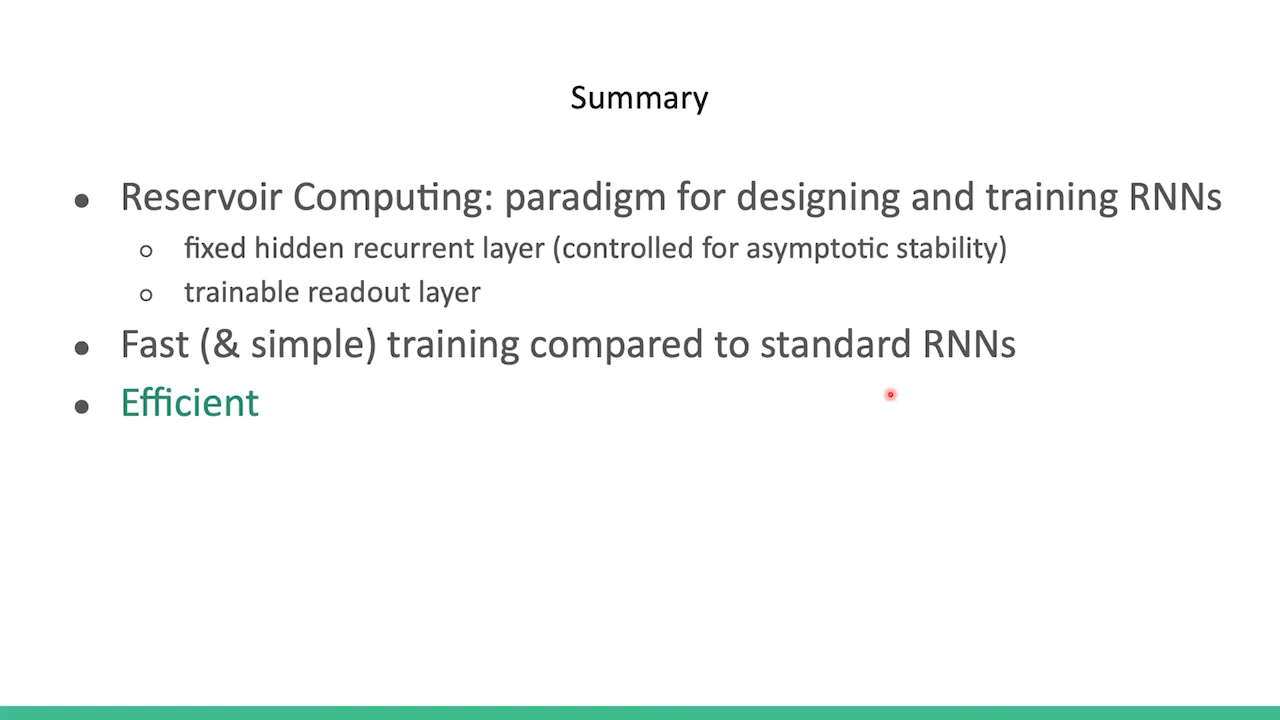 Summary
● Reservoir Computing: paradigm for designing and training RNNs
○ fixed hidden recurrent layer (controlled for asymptotic stability)
○ trainable readout layer
● Fast (& simple) training compared to standard RNNs
● Efficient